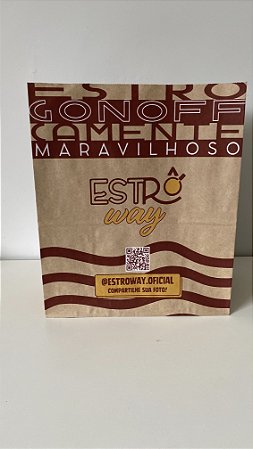 ESTRO
GONOFF
CAMENTE
MARAVILHOSO
ESTRÔ
way
@ESTROWAY.OFICIAL
COMPARTILHE SUA FOTO!